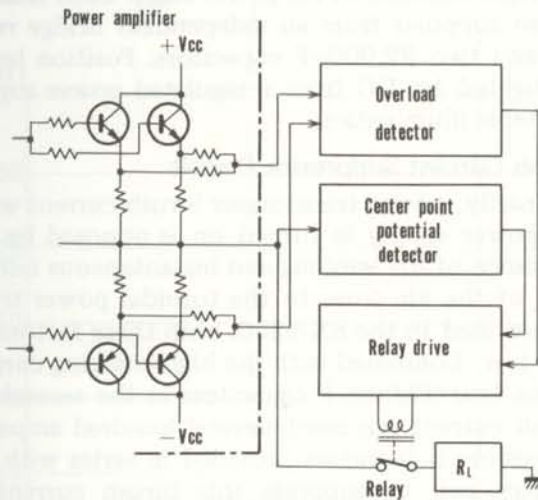 Power amplifier
+Vcc
Overload
detector
Center point
potential
detector
Relay drive
−Vcc
Relay
RL